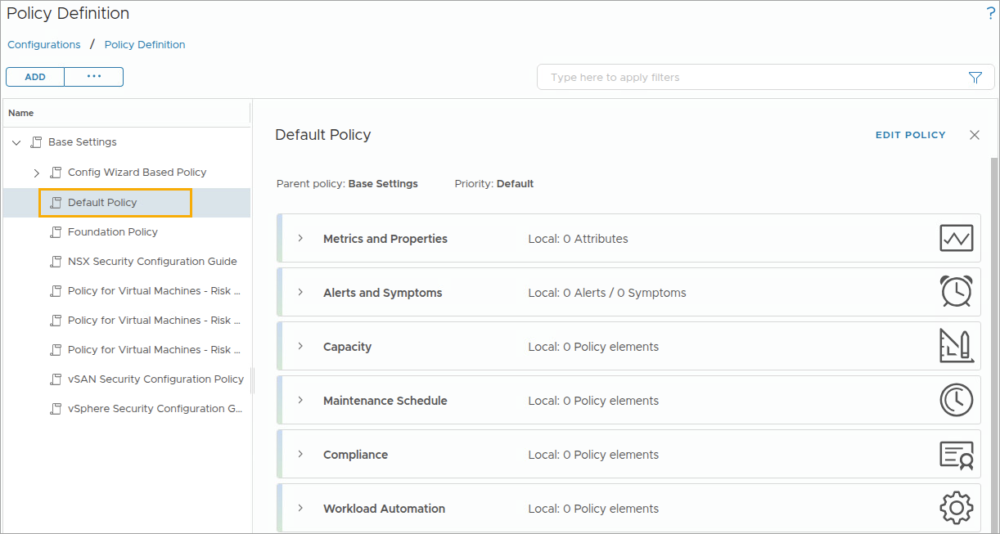 Policy Definition
?
Configurations / Policy Definition
ADD ...
Type here to apply filters
Name
Base Settings
Config Wizard Based Policy
Default Policy
Foundation Policy
NSX Security Configuration Guide
Policy for Virtual Machines - Risk ...
Policy for Virtual Machines - Risk ...
Policy for Virtual Machines - Risk ...
vSAN Security Configuration Policy
vSphere Security Configuration G...
Default Policy
EDIT POLICY
Parent policy: Base Settings Priority: Default
Metrics and Properties Local: 0 Attributes
Alerts and Symptoms Local: 0 Alerts / 0 Symptoms
Capacity Local: 0 Policy elements
Maintenance Schedule Local: 0 Policy elements
Compliance Local: 0 Policy elements
Workload Automation Local: 0 Policy elements